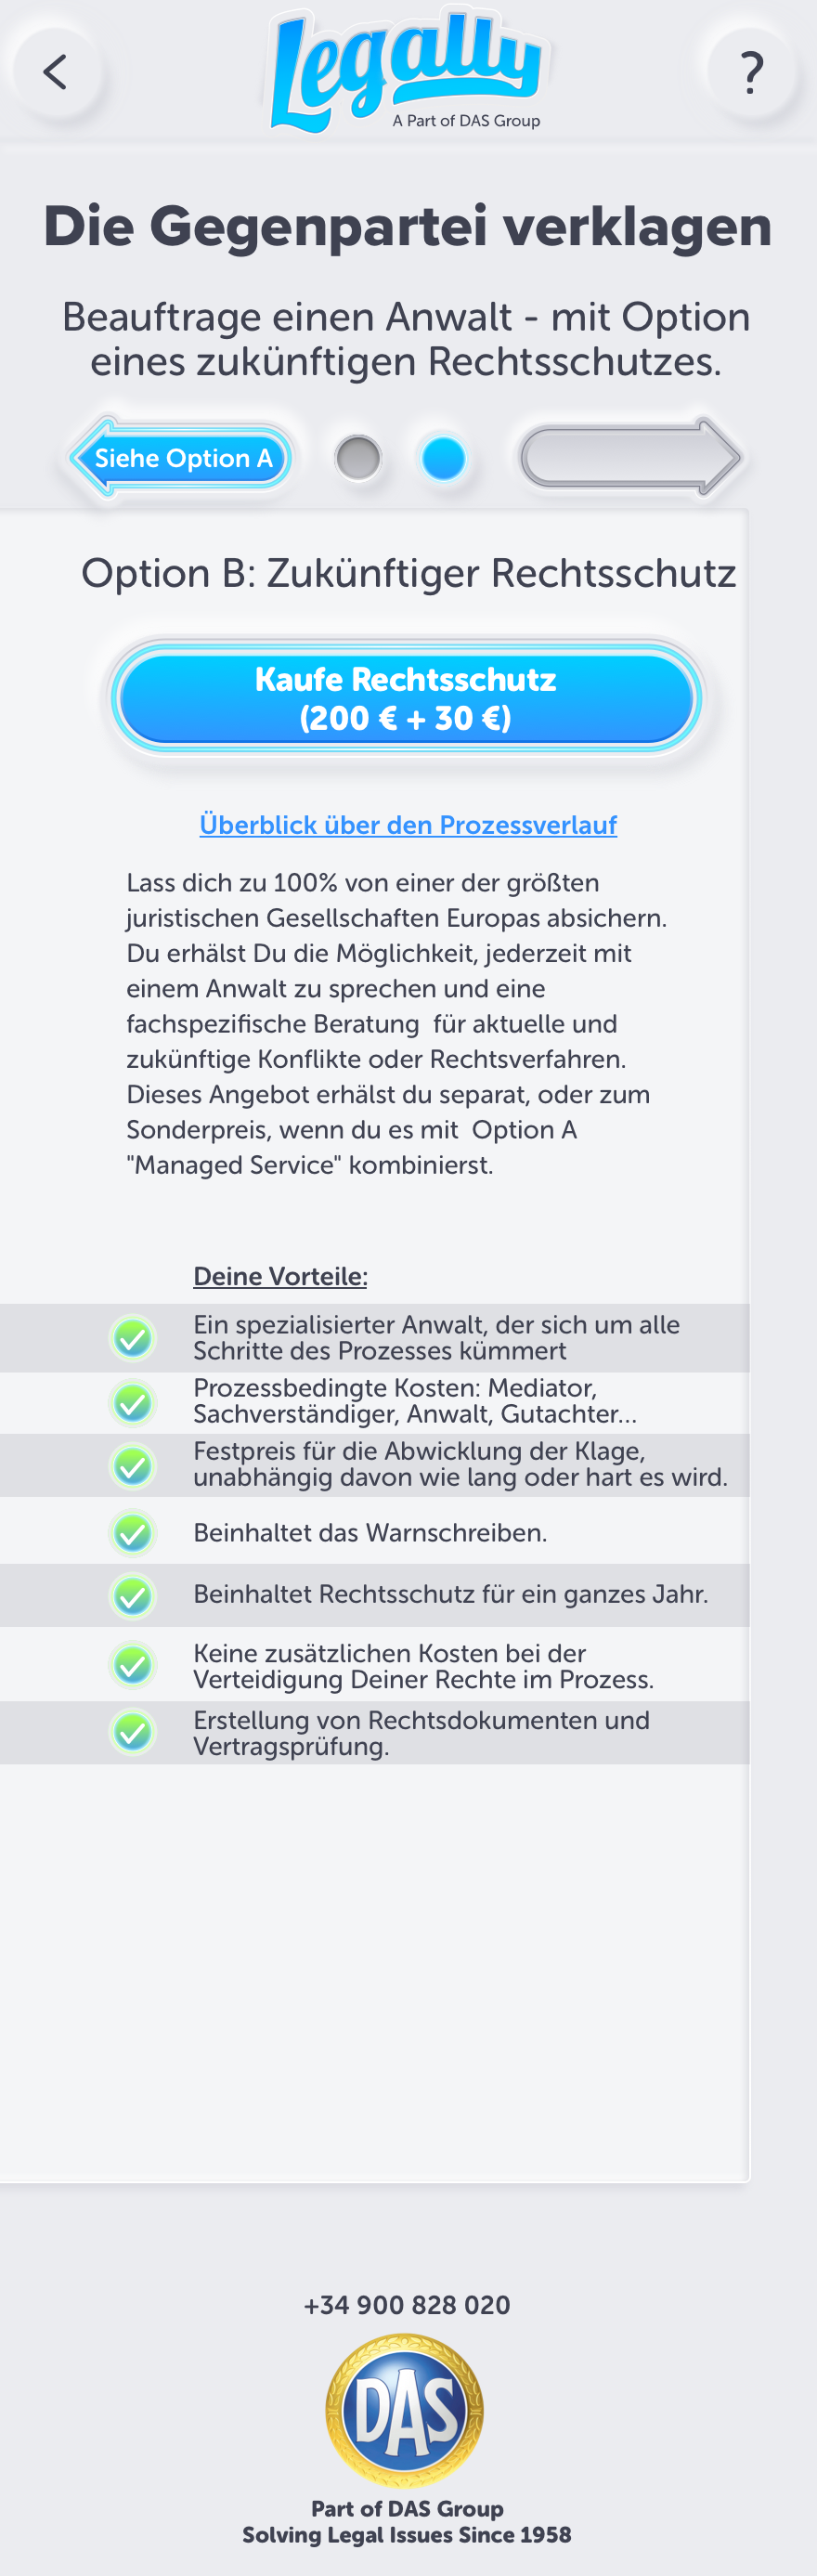 Legally
A Part of DAS Group
?
Die Gegenpartei verklagen
Beauftrage einen Anwalt - mit Option
eines zukünftigen Rechtsschutzes.
Siehe Option A
Option B: Zukünftiger Rechtsschutz
Kaufe Rechtsschutz
(200 € + 30 €)
Überblick über den Prozessverlauf
Lass dich zu 100% von einer der größten
juristischen Gesellschaften Europas absichern.
Du erhälst Du die Möglichkeit, jederzeit mit
einem Anwalt zu sprechen und eine
fachspezifische Beratung  für aktuelle und
zukünftige Konflikte oder Rechtsverfahren.
Dieses Angebot erhälst du separat, oder zum
Sonderpreis, wenn du es mit  Option A
"Managed Service" kombinierst.
Deine Vorteile:
Ein spezialisierter Anwalt, der sich um alle
Schritte des Prozesses kümmert
Prozessbedingte Kosten: Mediator,
Sachverständiger, Anwalt, Gutachter...
Festpreis für die Abwicklung der Klage,
unabhängig davon wie lang oder hart es wird.
Beinhaltet das Warnschreiben.
Beinhaltet Rechtsschutz für ein ganzes Jahr.
Keine zusätzlichen Kosten bei der
Verteidigung Deiner Rechte im Prozess.
Erstellung von Rechtsdokumenten und
Vertragsprüfung.
+34 900 828 020
DAS
Part of DAS Group
Solving Legal Issues Since 1958